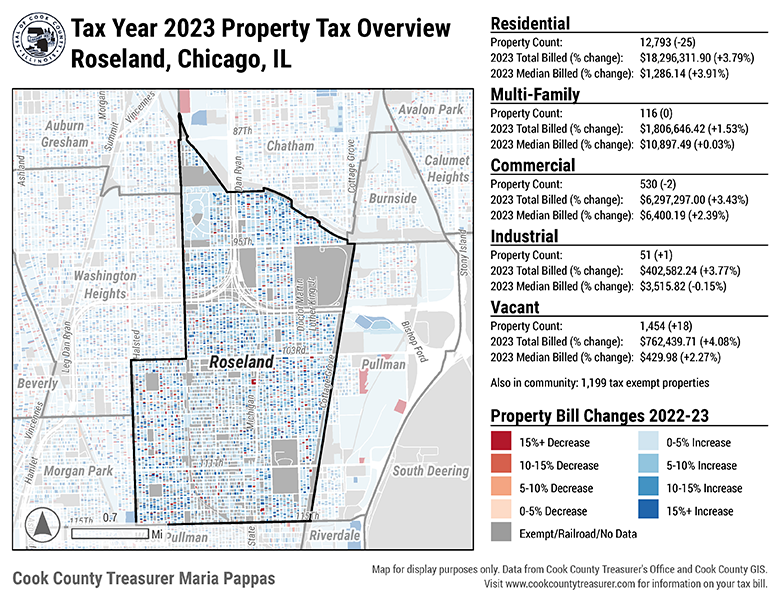 SEAL OF COOK COUNTY
ILLINOIS
Tax Year 2023 Property Tax Overview
Roseland, Chicago, IL
Residential
Property Count: 12,793 (-25)
2023 Total Billed (% change): $18,296,311.90 (+3.79%)
2023 Median Billed (% change): $1,286.14 (+3.91%)
Multi-Family
Property Count: 116 (0)
2023 Total Billed (% change): $1,806,646.42 (+1.53%)
2023 Median Billed (% change): $10,897.49 (+0.03%)
Commercial
Property Count: 530 (-2)
2023 Total Billed (% change): $6,297,297.00 (+3.43%)
2023 Median Billed (% change): $6,400.19 (+2.39%)
Industrial
Property Count: 51 (+1)
2023 Total Billed (% change): $402,582.24 (+3.77%)
2023 Median Billed (% change): $3,515.82 (-0.15%)
Vacant
Property Count: 1,454 (+18)
2023 Total Billed (% change): $762,439.71 (+4.08%)
2023 Median Billed (% change): $429.98 (+2.27%)
Also in community: 1,199 tax exempt properties
Property Bill Changes 2022-23
15%+ Decrease
10-15% Decrease
5-10% Decrease
0-5% Decrease
Exempt/Railroad/No Data
0-5% Increase
5-10% Increase
10-15% Increase
15%+ Increase
Morgan
Vincennes
Summit
Avalon Park
Auburn
Gresham
87Th
Chatham
Ashland
Dan Ryan
Cottage Grove
Calumet
Heights
Burnside
95Th
Stony Island
Washington
Heights
Dr Martin
Luther King Jr
Leg Dan Ryan
Halsted
Bishop Ford
103Rd
Roseland
Pullman
Beverly
Michigan
Cottage Grove
Vincennes
Hamlet
Morgan Park
111Th
South Deering
115Th
115Th
0.7
Mi
Pullman
State
Riverdale
Cook County Treasurer Maria Pappas
Map for display purposes only. Data from Cook County Treasurer's Office and Cook County GIS.
Visit www.cookcountytreasurer.com for information on your tax bill.